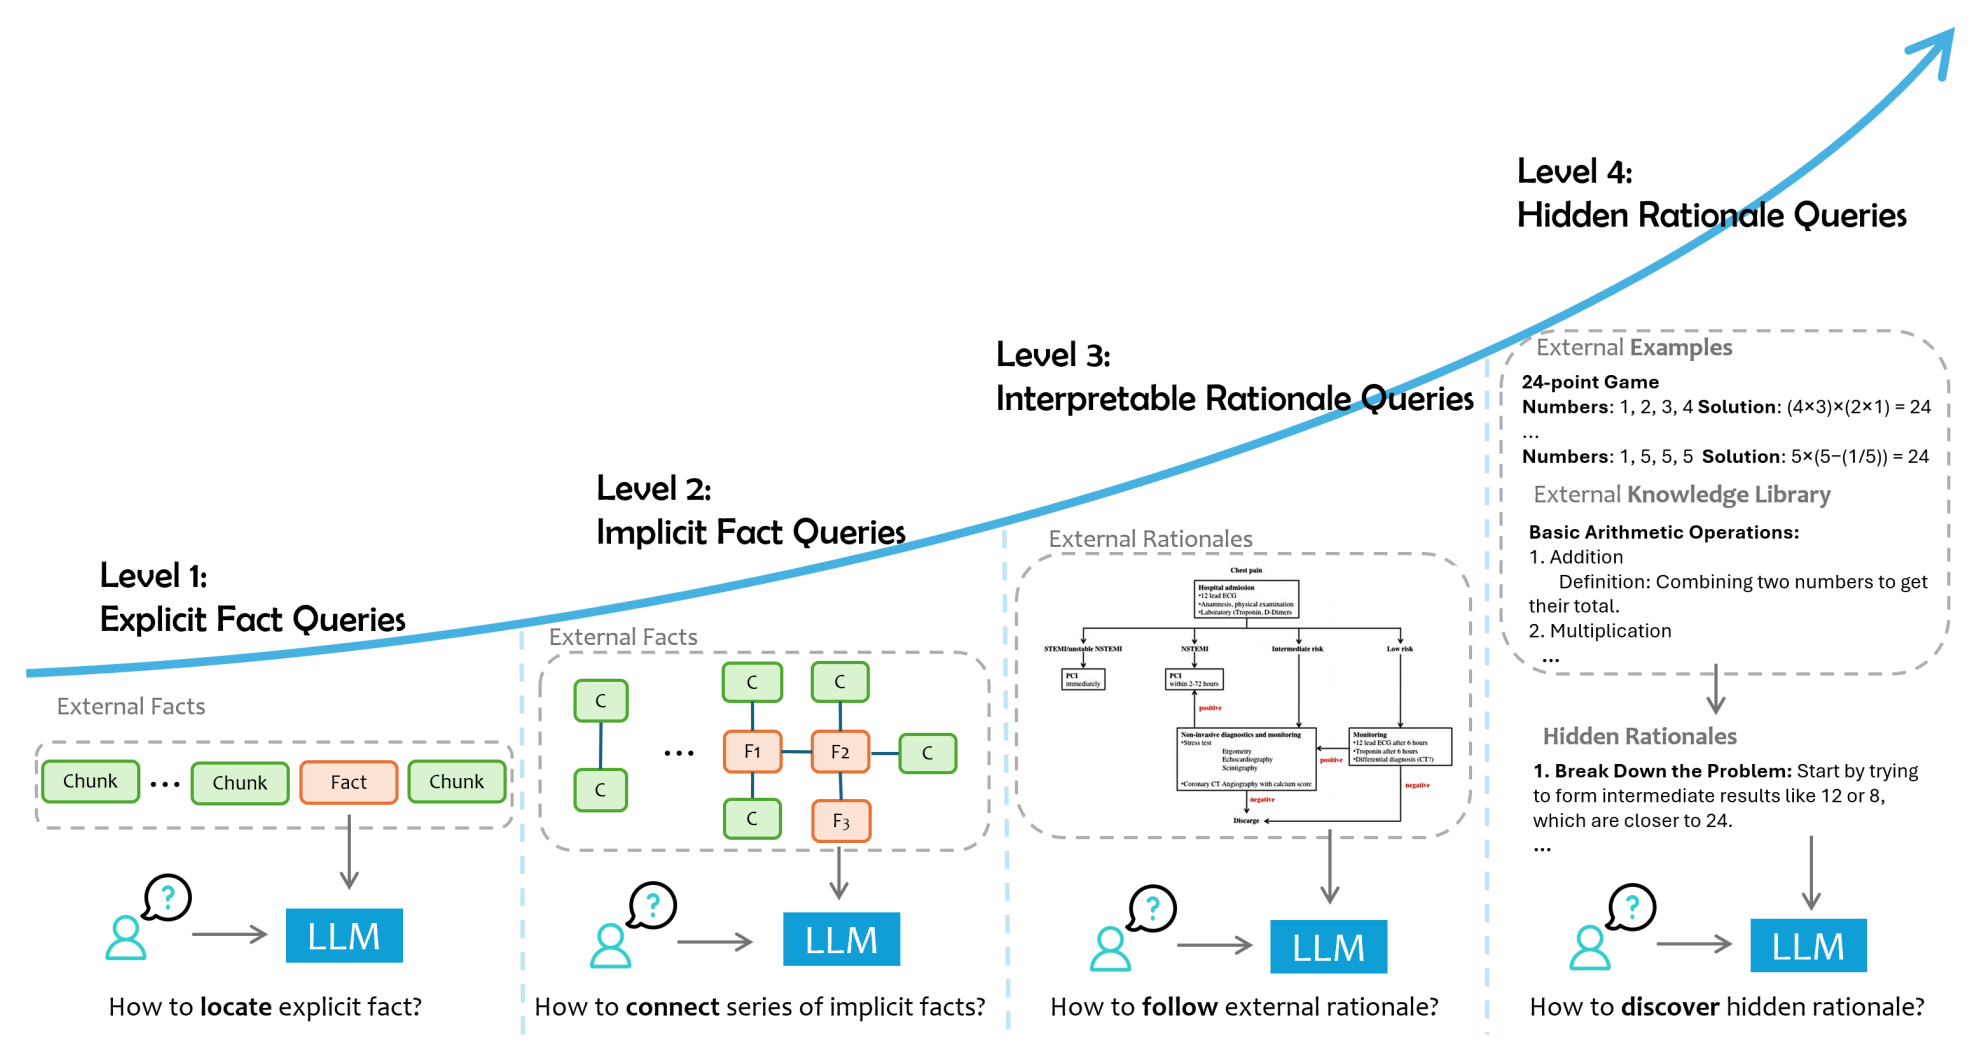 Level 1:
Explicit Fact Queries
External Facts
Chunk
...
Chunk
Fact
Chunk
?
LLM
How to locate explicit fact?
Level 2:
Implicit Fact Queries
External Facts
C
C
...
C
C
F1
F2
C
C
F3
?
LLM
How to connect series of implicit facts?
Level 3:
Interpretable Rationale Queries
External Rationales
Chest pain
Hospital admission
•12 lead ECG
•Anamnesis, physical examination
•Laboratory (Troponin, D-Dimers
STEMI/unstable NSTEMI
NSTEMI
Intermediate risk
Low risk
PCI
immediately
PCI
within 2-72 hours
positive
Non-invasive diagnostics and monitoring
•Stress test
Ergometry
Echocardiography
Scintigraphy
•Coronary CT Angiography with calcium score
Monitoring
•12 lead ECG after 6 hours
•Troponin after 6 hours
•Differential diagnosis (CT?)
positive
negative
negative
Discarge
?
LLM
How to follow external rationale?
Level 4:
Hidden Rationale Queries
External Examples
24-point Game
Numbers: 1, 2, 3, 4 Solution: (4×3)×(2×1) = 24
...
Numbers: 1, 5, 5, 5 Solution: 5×(5−(1/5)) = 24
External Knowledge Library
Basic Arithmetic Operations:
1. Addition
Definition: Combining two numbers to get
their total.
2. Multiplication
...
Hidden Rationales
1. Break Down the Problem: Start by trying
to form intermediate results like 12 or 8,
which are closer to 24.
...
?
LLM
How to discover hidden rationale?